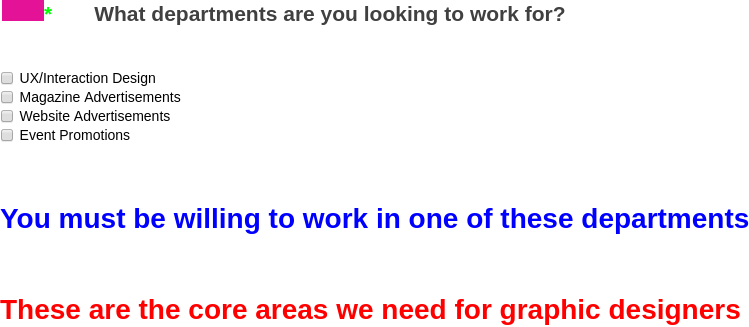 * What departments are you looking to work for?
UX/Interaction Design
Magazine Advertisements
Website Advertisements
Event Promotions
You must be willing to work in one of these departments
These are the core areas we need for graphic designers